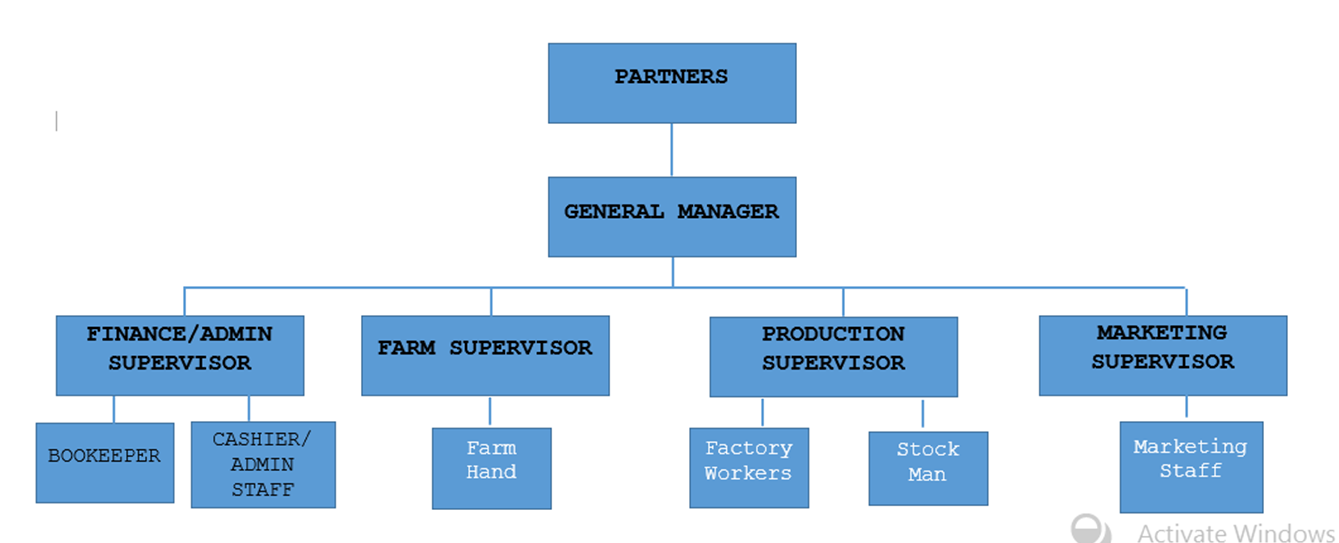 PARTNERS
GENERAL MANAGER
FINANCE/ADMIN
SUPERVISOR
FARM SUPERVISOR
PRODUCTION
SUPERVISOR
MARKETING
SUPERVISOR
BOOKEEPER
CASHIER/
ADMIN
STAFF
Farm
Hand
Factory
Workers
Stock
Man
Marketing
Staff
Activate Windows